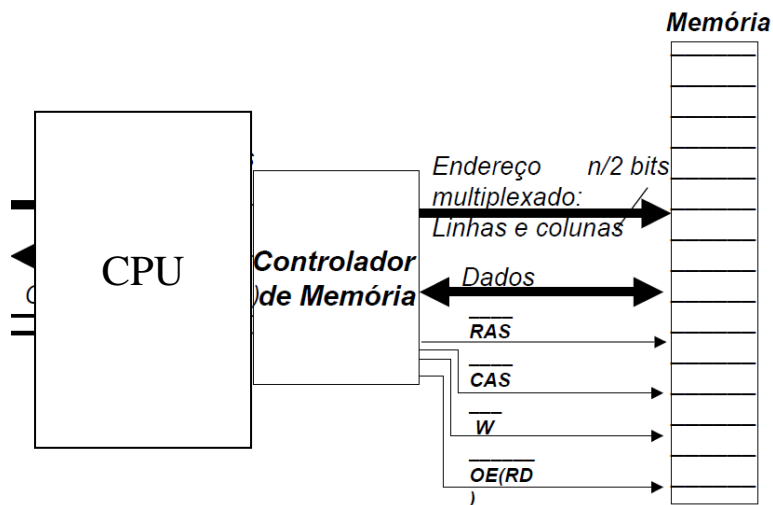 Memória
Endereço n/2 bits
multiplexado:
Linhas e colunas
CPU
Controlador
de Memória
Dados
RAS
CAS
W
OE(RD
)